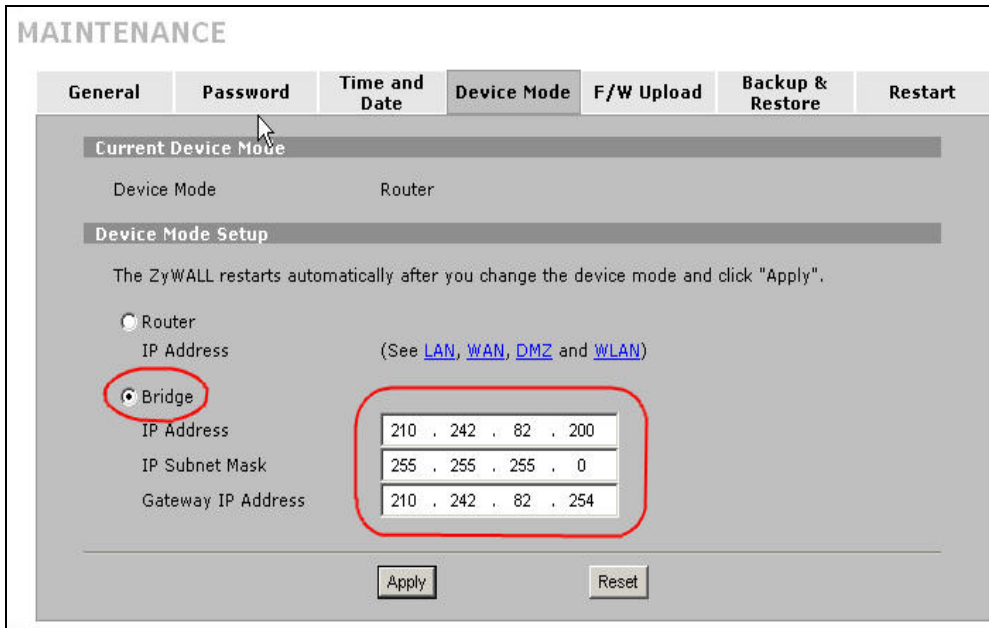 MAINTENANCE
General Password Time and Date Device Mode F/W Upload Backup & Restore Restart
Current Device Mode
Device Mode Router
Device Mode Setup
The ZyWALL restarts automatically after you change the device mode and click "Apply".
Router
IP Address (See LAN, WAN, DMZ and WLAN)
Bridge
IP Address 210 . 242 . 82 . 200
IP Subnet Mask 255 . 255 . 255 . 0
Gateway IP Address 210 . 242 . 82 . 254
Apply Reset